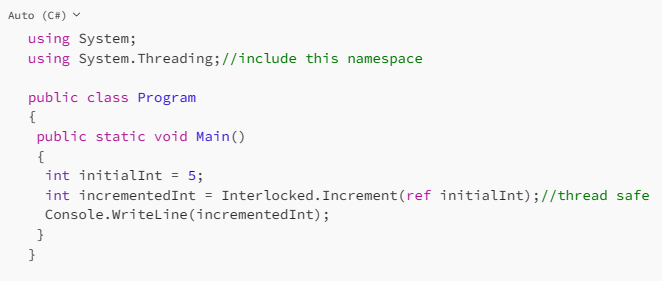 Auto (C#)
using System;
using System.Threading;//include this namespace
public class Program
{
public static void Main()
{
int initialInt = 5;
int incrementedInt = Interlocked.Increment(ref initialInt);//thread safe
Console.WriteLine(incrementedInt);
}
}